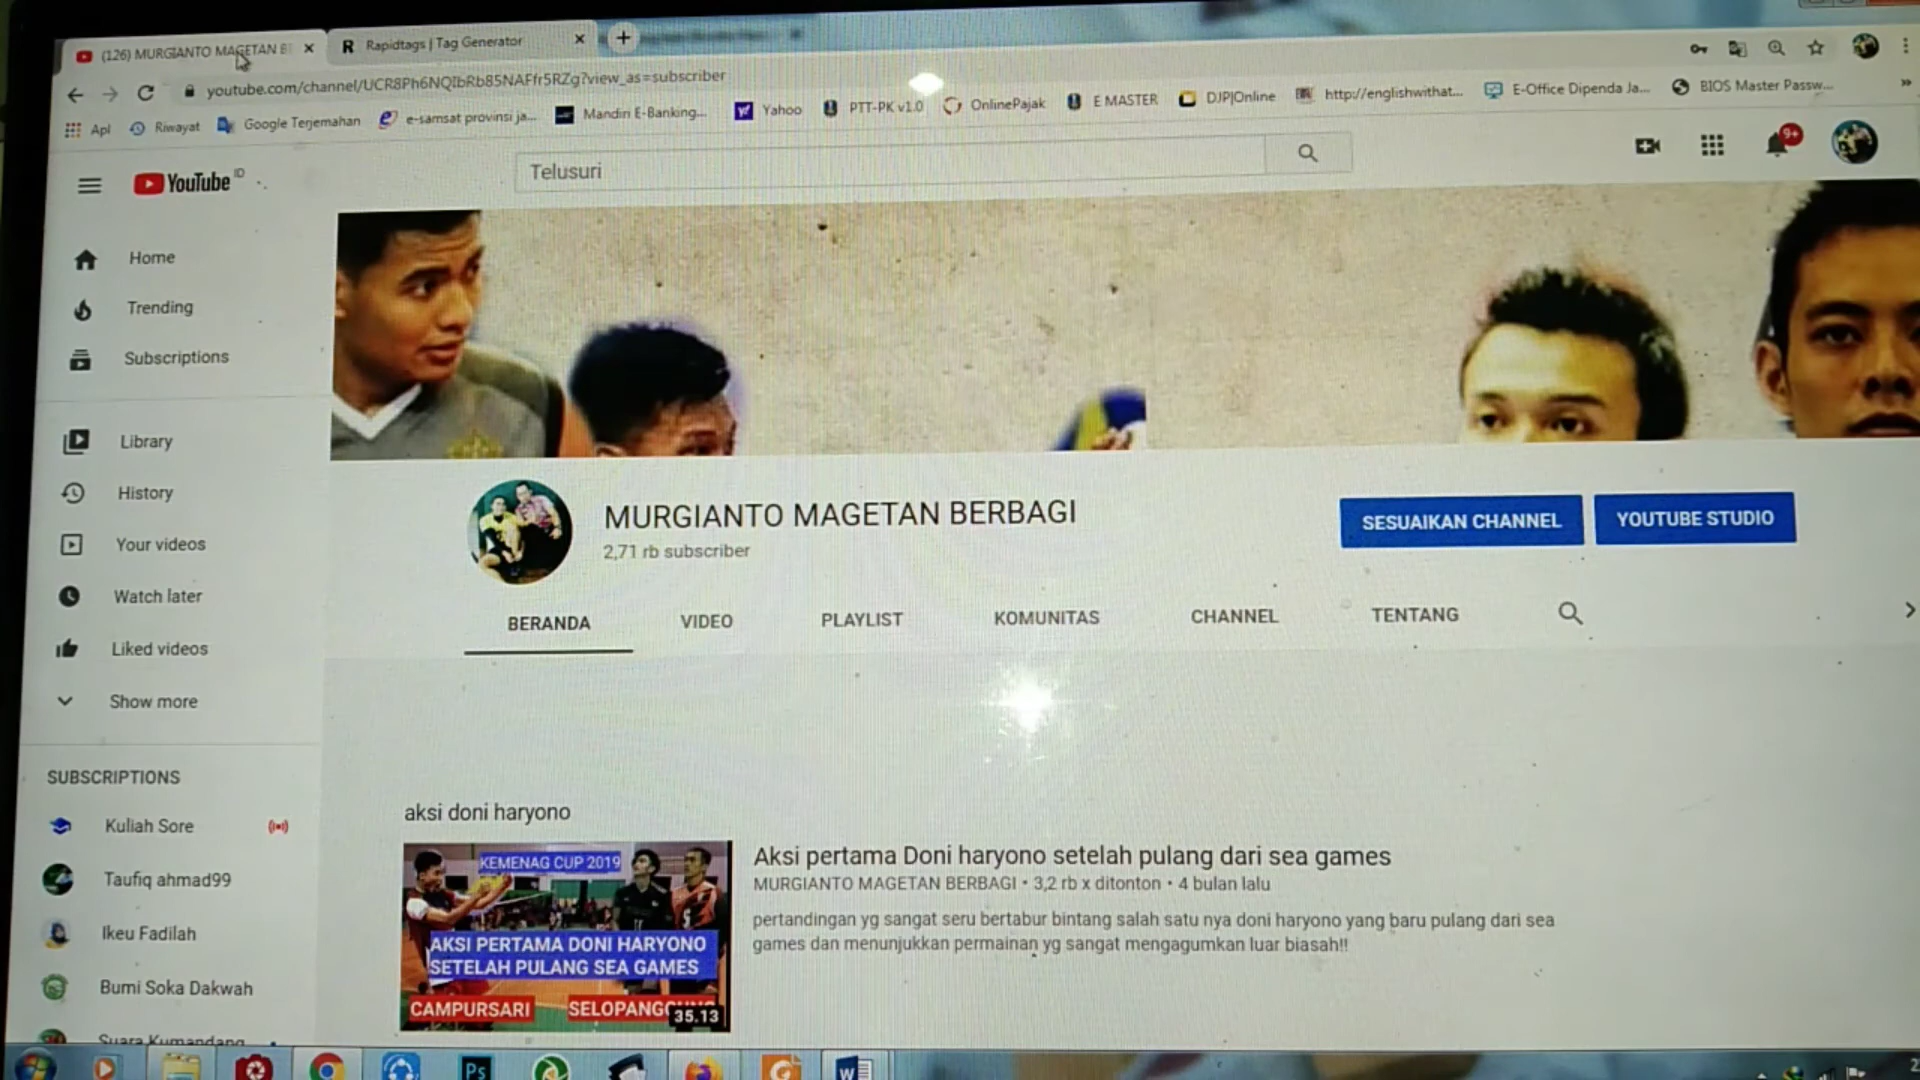 (126) MURGIANTO MAGETAN B
Rapidtags | Tag Generator
youtube.com/channel/UCR8Ph6NQIbRb85NAFfr5RZg?view_as=subscriber
Apl
Riwayat
Google Terjemahan
e-samsat provinsi ja...
Mandiri E-Banking...
Yahoo
PTT-PK v1.0
OnlinePajak
E MASTER
DJP|Online
http://englishwithat...
E-Office Dipenda Ja...
BIOS Master Passw...
YouTube ID
Telusuri
9+
Home
Trending
Subscriptions
Library
History
Your videos
Watch later
Liked videos
Show more
SUBSCRIPTIONS
Kuliah Sore
Taufiq ahmad99
Ikeu Fadilah
Bumi Soka Dakwah
Suara Kumandang
MURGIANTO MAGETAN BERBAGI
2,71 rb subscriber
SESUAIKAN CHANNEL
YOUTUBE STUDIO
BERANDA
VIDEO
PLAYLIST
KOMUNITAS
CHANNEL
TENTANG
aksi doni haryono
KEMENAG CUP 2019
AKSI PERTAMA DONI HARYONO
SETELAH PULANG SEA GAMES
CAMPURSARI
35.13
Aksi pertama Doni haryono setelah pulang dari sea games
MURGIANTO MAGETAN BERBAGI • 3,2 rb x ditonton • 4 bulan lalu
pertandingan yg sangat seru bertabur bintang salah satu nya doni haryono yang baru pulang dari sea
games dan menunjukkan permainan yg sangat mengagumkan luar biasah!!
Ps
W